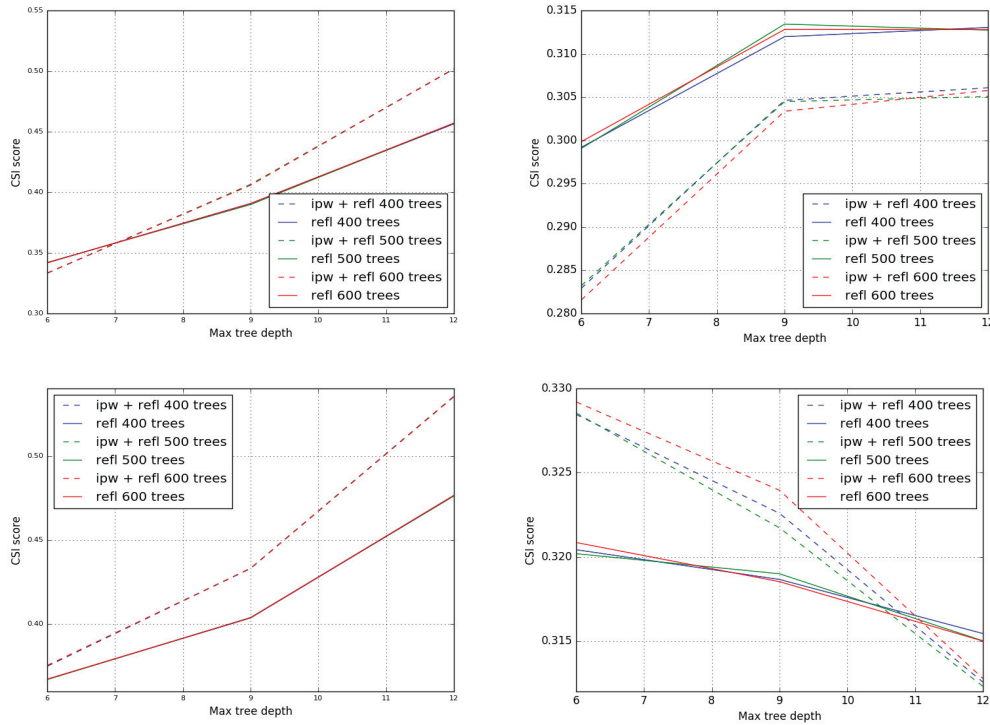 0.55
0.50
0.45
0.40
0.35
0.30
CSI score
6 7 8 9 10 11 12
Max tree depth
ipw + refl 400 trees
refl 400 trees
ipw + refl 500 trees
refl 500 trees
ipw + refl 600 trees
refl 600 trees
0.315
0.310
0.305
0.300
0.295
0.290
0.285
0.280
CSI score
6 7 8 9 10 11 12
Max tree depth
ipw + refl 400 trees
refl 400 trees
ipw + refl 500 trees
refl 500 trees
ipw + refl 600 trees
refl 600 trees
0.50
0.45
0.40
CSI score
6 7 8 9 10 11 12
Max tree depth
ipw + refl 400 trees
refl 400 trees
ipw + refl 500 trees
refl 500 trees
ipw + refl 600 trees
refl 600 trees
0.330
0.325
0.320
0.315
CSI score
6 7 8 9 10 11 12
Max tree depth
ipw + refl 400 trees
refl 400 trees
ipw + refl 500 trees
refl 500 trees
ipw + refl 600 trees
refl 600 trees